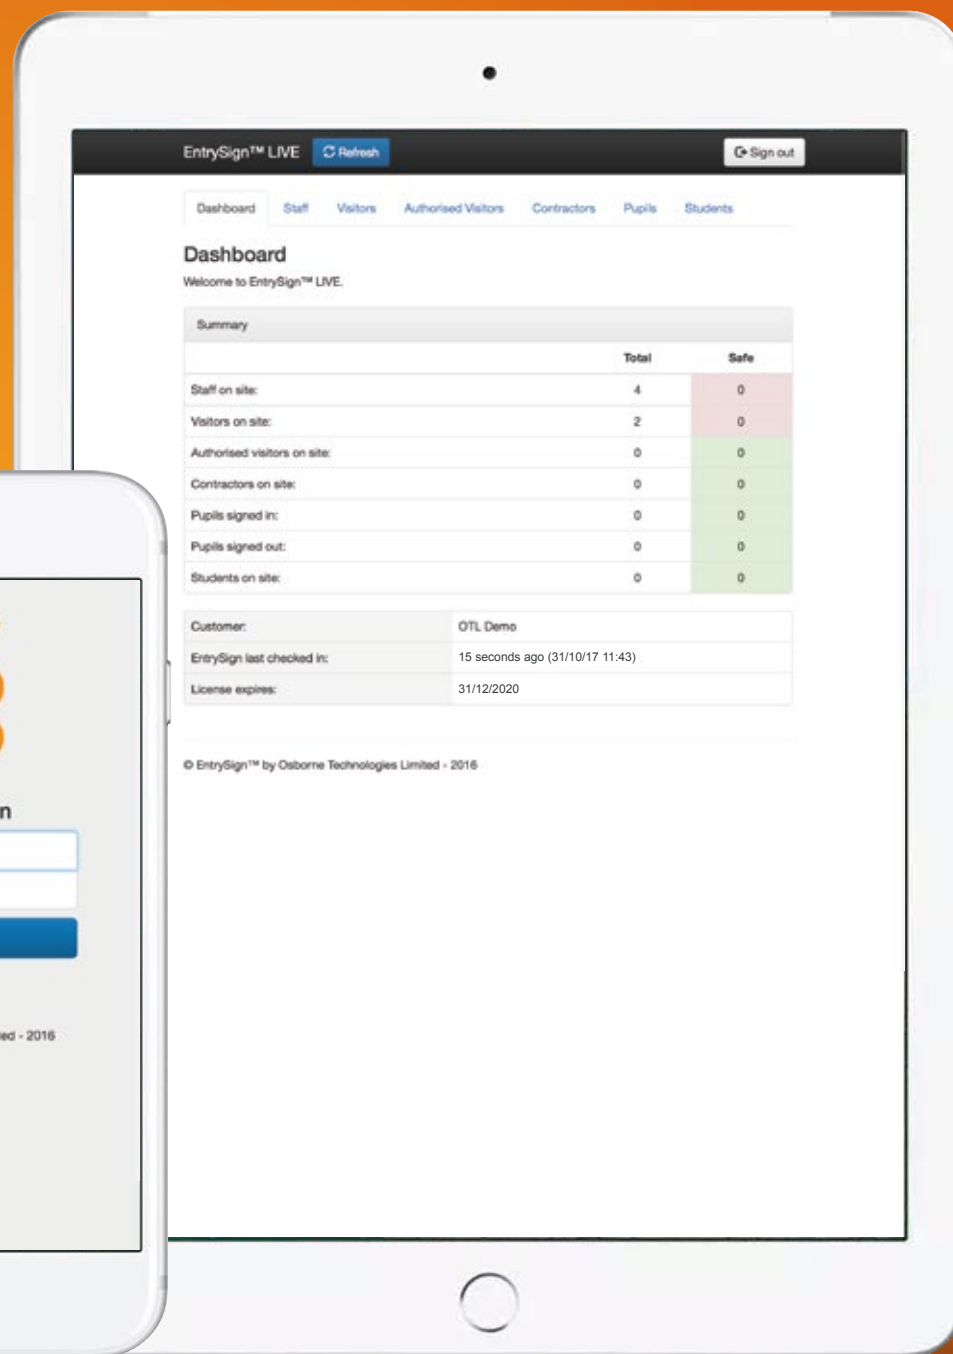 EntrySign™ LIVE Refresh Sign out
Dashboard Staff Visitors Authorised Visitors Contractors Pupils Students
Dashboard
Welcome to EntrySign™ LIVE.
Summary
Total Safe
Staff on site: 4 0
Visitors on site: 2 0
Authorised visitors on site: 0 0
Contractors on site: 0 0
Pupils signed in: 0 0
Pupils signed out: 0 0
Students on site: 0 0
Customer: OTL Demo
EntrySign last checked in: 15 seconds ago (31/10/17 11:43)
License expires: 31/12/2020
© EntrySign™ by Osborne Technologies Limited - 2016
n
ed - 2016